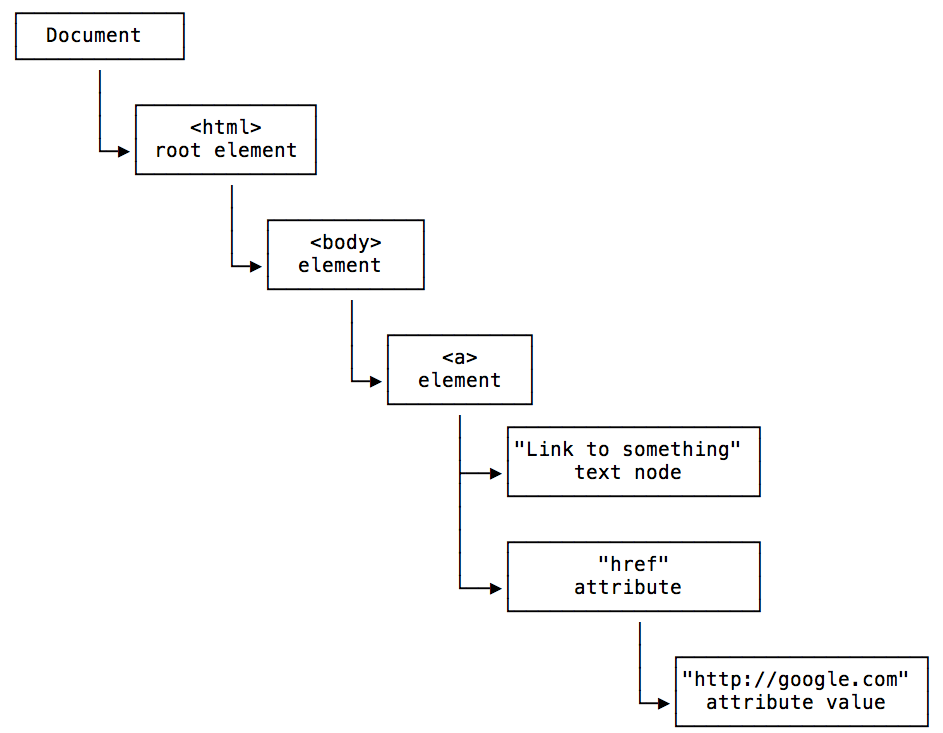 Document
<html>
root element
<body>
element
<a>
element
"Link to something"
text node
"href"
attribute
"http://google.com"
attribute value